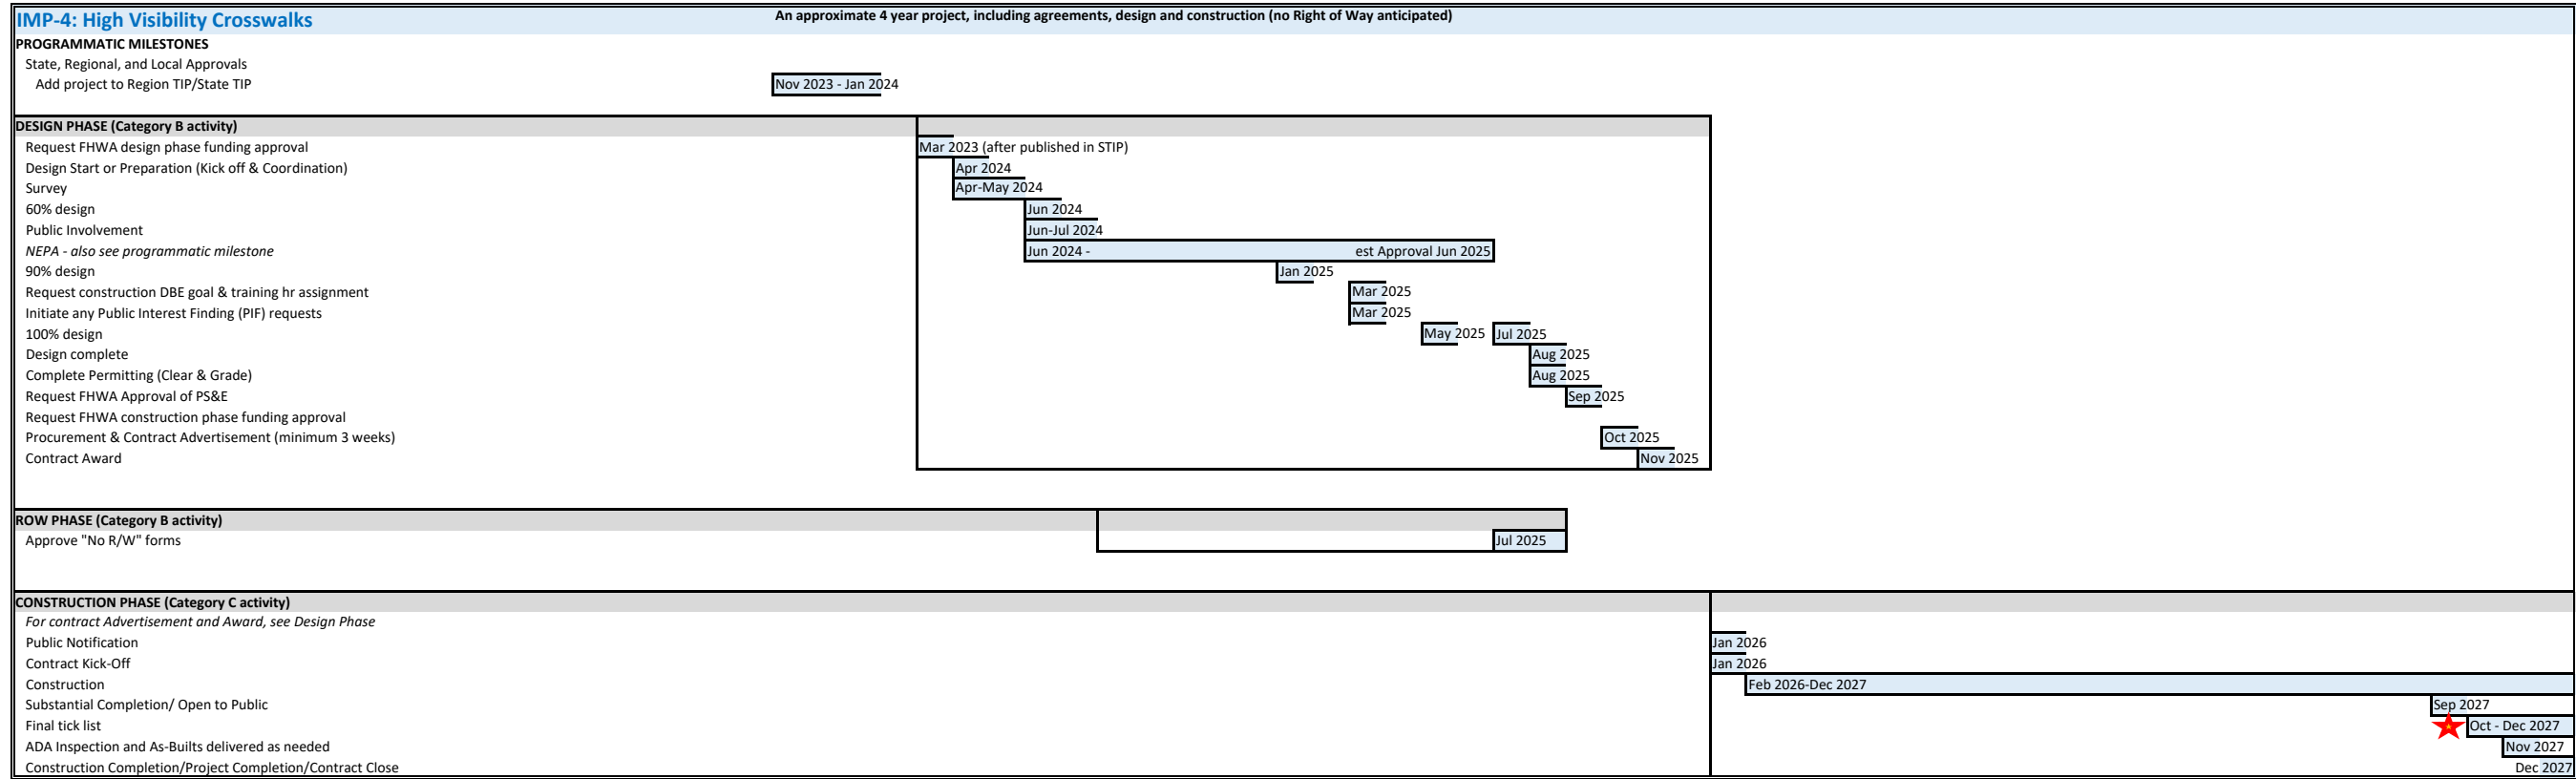 IMP-4: High Visibility Crosswalks An approximate 4 year project, including agreements, design and construction (no Right of Way anticipated)
PROGRAMMATIC MILESTONES
State, Regional, and Local Approvals
Add project to Region TIP/State TIP Nov 2023 - Jan 2024
DESIGN PHASE (Category B activity)
Request FHWA design phase funding approval Mar 2023 (after published in STIP)
Design Start or Preparation (Kick off & Coordination) Apr 2024
Survey Apr-May 2024
60% design Jun 2024
Public Involvement Jun-Jul 2024
NEPA - also see programmatic milestone Jun 2024 - est Approval Jun 2025
90% design Jan 2025
Request construction DBE goal & training hr assignment Mar 2025
Initiate any Public Interest Finding (PIF) requests Mar 2025
100% design May 2025 Jul 2025
Design complete Aug 2025
Complete Permitting (Clear & Grade) Aug 2025
Request FHWA Approval of PS&E Sep 2025
Request FHWA construction phase funding approval
Procurement & Contract Advertisement (minimum 3 weeks) Oct 2025
Contract Award Nov 2025
ROW PHASE (Category B activity)
Approve "No R/W" forms Jul 2025
CONSTRUCTION PHASE (Category C activity)
For contract Advertisement and Award, see Design Phase
Public Notification Jan 2026
Contract Kick-Off Jan 2026
Construction Feb 2026-Dec 2027
Substantial Completion/ Open to Public Sep 2027
Final tick list Oct - Dec 2027
ADA Inspection and As-Builts delivered as needed Nov 2027
Construction Completion/Project Completion/Contract Close Dec 2027